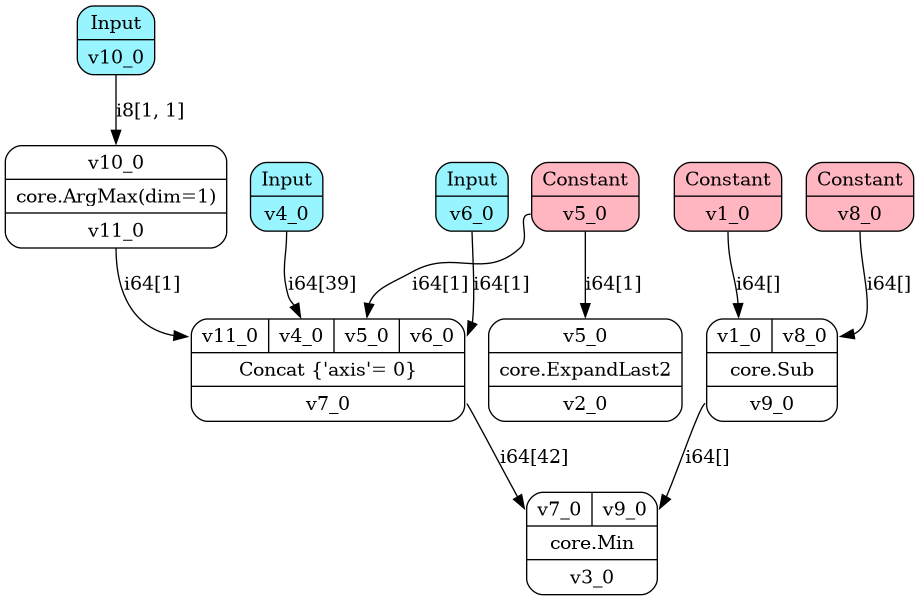 Input
v10_0
i8[1, 1]
v10_0
core.ArgMax(dim=1)
v11_0
Input
v4_0
Input
v6_0
Constant
v5_0
Constant
v1_0
Constant
v8_0
i64[1]
i64[39]
i64[1]
i64[1]
i64[1]
i64[]
i64[]
v11_0 v4_0 v5_0 v6_0
Concat {'axis'= 0}
v7_0
v5_0
core.ExpandLast2
v2_0
v1_0 v8_0
core.Sub
v9_0
i64[42]
i64[]
v7_0 v9_0
core.Min
v3_0